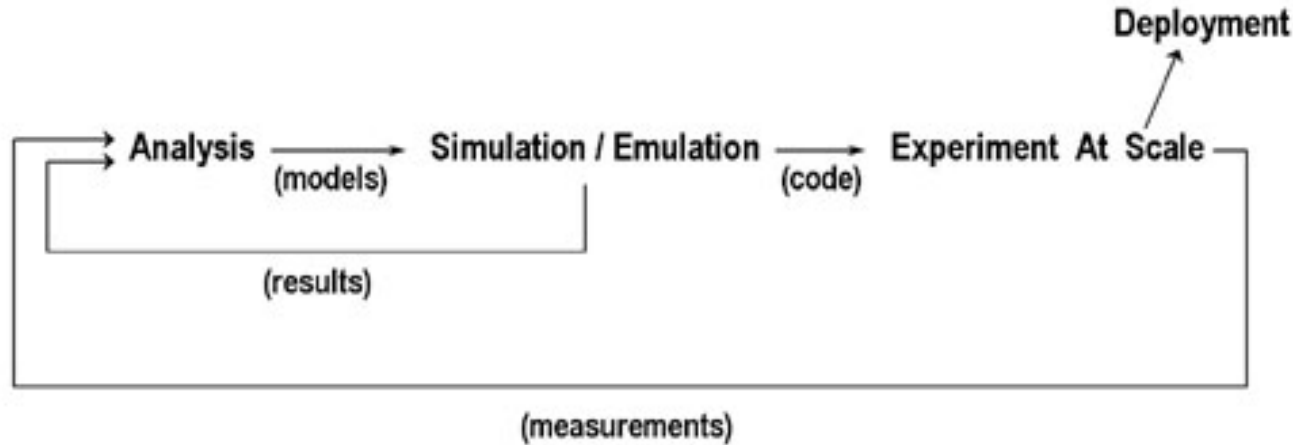 Deployment
Analysis
(models)
Simulation / Emulation
(code)
Experiment At Scale
(results)
(measurements)